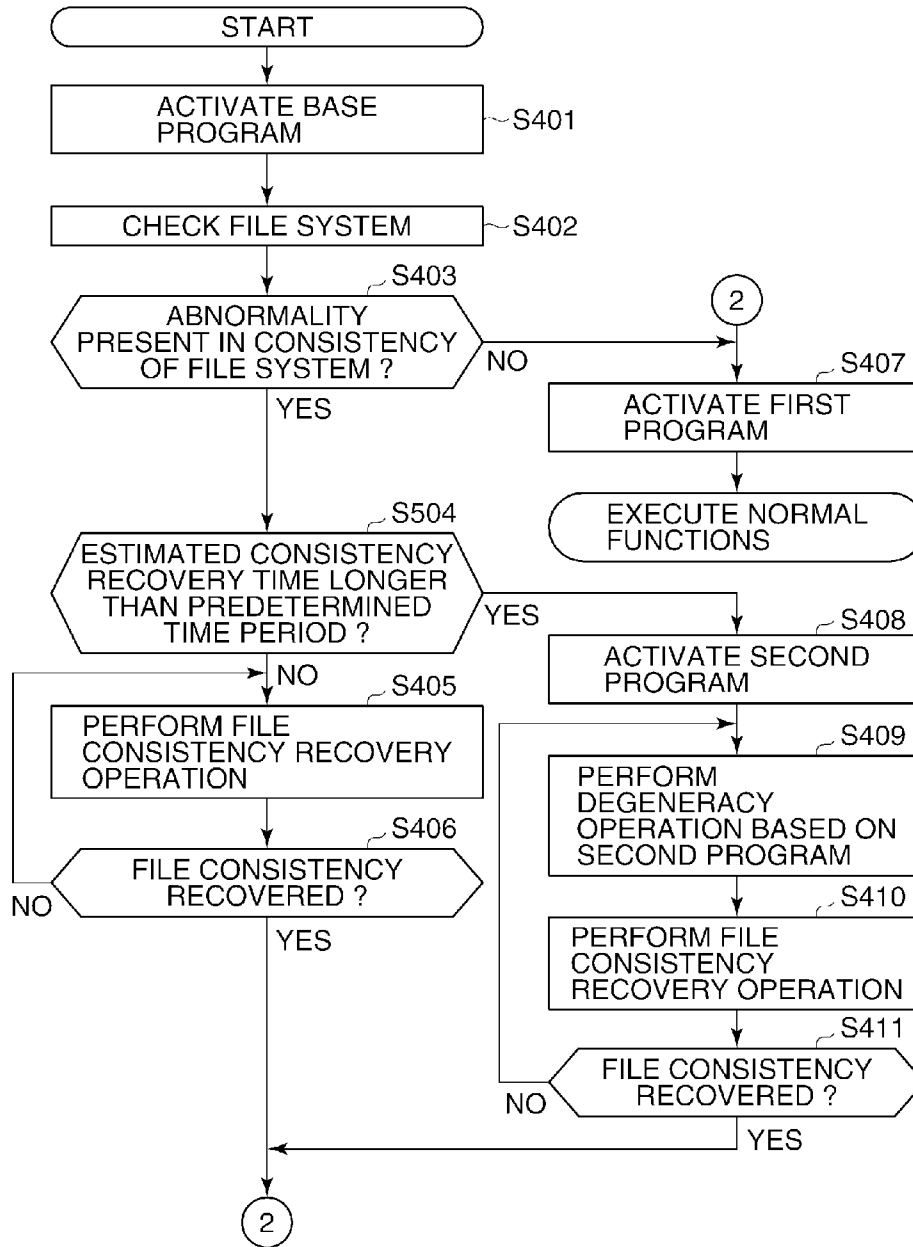 START
ACTIVATE BASE
PROGRAM
S401
CHECK FILE SYSTEM
S402
S403
ABNORMALITY
PRESENT IN CONSISTENCY
OF FILE SYSTEM ?
NO
YES
2
S407
ACTIVATE FIRST
PROGRAM
EXECUTE NORMAL
FUNCTIONS
S504
ESTIMATED CONSISTENCY
RECOVERY TIME LONGER
THAN PREDETERMINED
TIME PERIOD ?
YES
NO
S405
PERFORM FILE
CONSISTENCY RECOVERY
OPERATION
S406
FILE CONSISTENCY
RECOVERED ?
NO
YES
S408
ACTIVATE SECOND
PROGRAM
S409
PERFORM
DEGENERACY
OPERATION BASED ON
SECOND PROGRAM
S410
PERFORM FILE
CONSISTENCY
RECOVERY OPERATION
S411
FILE CONSISTENCY
RECOVERED ?
NO
YES
2